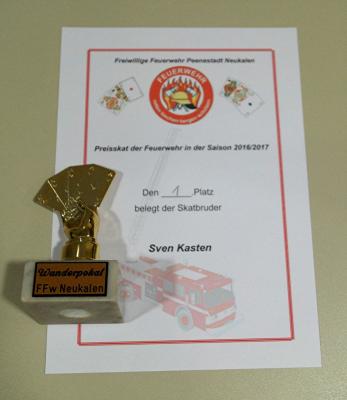 Freiwillige Feuerwehr Peenestadt Neukalen
FEUERWEHR
Preisskat der Feuerwehr in der Saison 2016/2017
Den 1. Platz
belegt der Skatbruder
Sven Kasten
Wanderpokal
FFw Neukalen